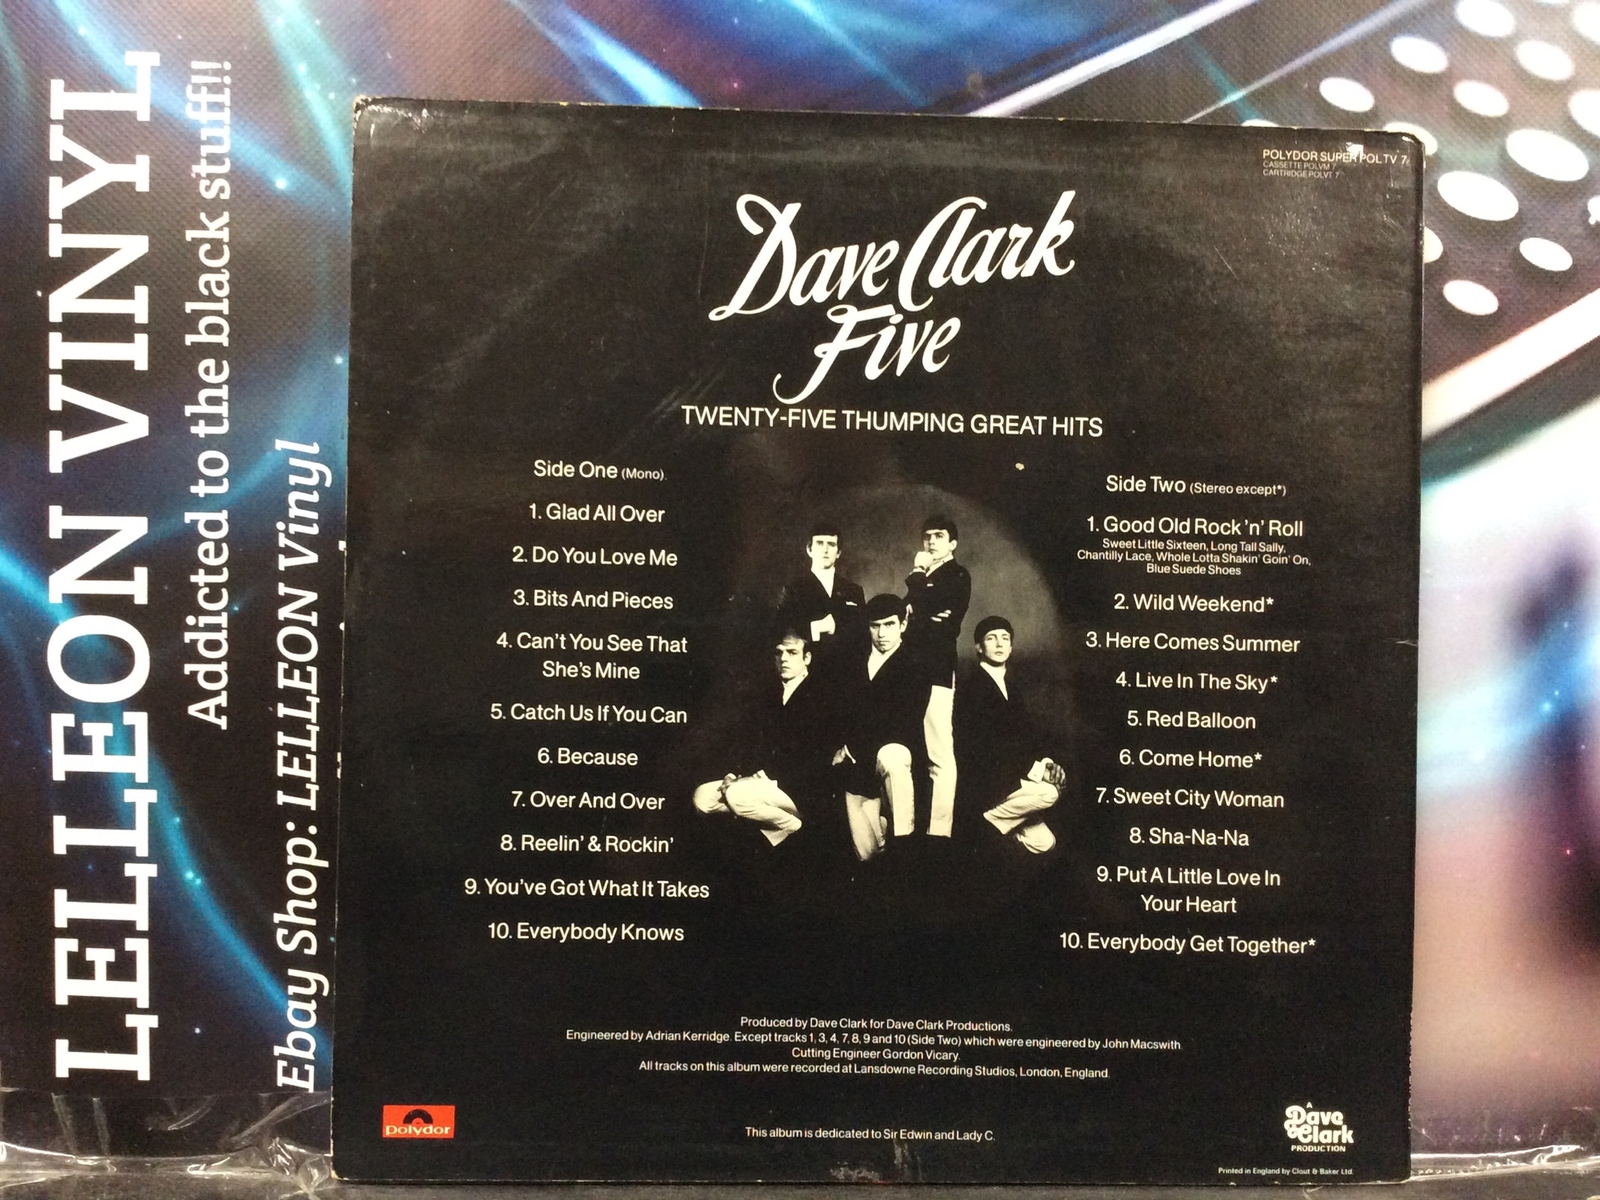 LELLEON VINYL
Addicted to the black stuff!!
Ebay Shop: LELLEON Vinyl
POLYDOR SUPER POLTV 7
CASSETTE POLVM 7
CARTRIDGE POLVT 7
Dave Clark
Five
TWENTY-FIVE THUMPING GREAT HITS
Side One (Mono).
1. Glad All Over
2. Do You Love Me
3. Bits And Pieces
4. Can't You See That
She's Mine
5. Catch Us If You Can
6. Because
7. Over And Over
8. Reelin' & Rockin'
9. You've Got What It Takes
10. Everybody Knows
Side Two (Stereo except*)
1. Good Old Rock 'n' Roll
Sweet Little Sixteen, Long Tall Sally,
Chantilly Lace, Whole Lotta Shakin' Goin' On,
Blue Suede Shoes
2. Wild Weekend*
3. Here Comes Summer
4. Live In The Sky*
5. Red Balloon
6. Come Home*
7. Sweet City Woman
8. Sha-Na-Na
9. Put A Little Love In
Your Heart
10. Everybody Get Together*
Produced by Dave Clark for Dave Clark Productions.
Engineered by Adrian Kerridge. Except tracks 1, 3, 4, 7, 8, 9 and 10 (Side Two) which were engineered by John Macswith.
Cutting Engineer Gordon Vicary.
All tracks on this album were recorded at Lansdowne Recording Studios, London, England.
polydor
This album is dedicated to Sir Edwin and Lady C.
A
Dave
Clark
PRODUCTION
Printed in England by Clout & Baker Ltd.